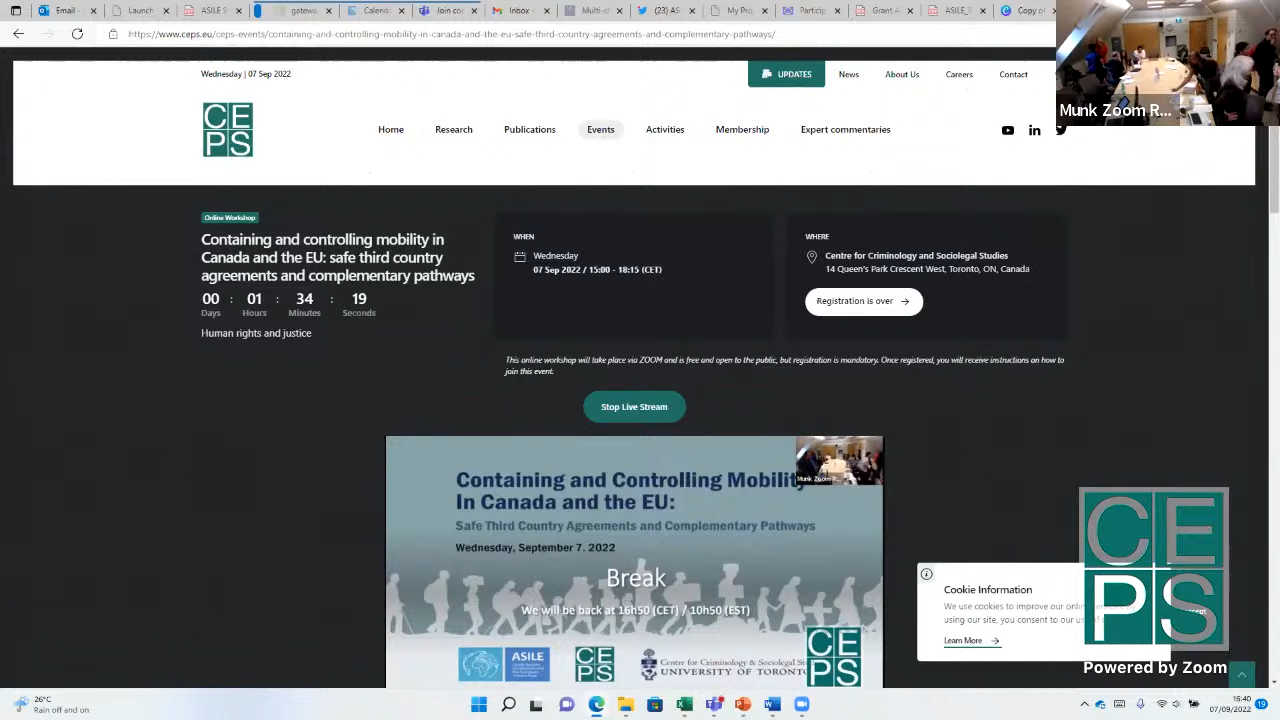 Email -
ASILE
gateway
Calend
Join con
Inbox -
Multi-st
(23) AS
My Pro
Particip
Grant A
ASILE_
Copy of
https://www.ceps.eu/ceps-events/containing-and-controlling-mobility-in-canada-and-the-eu-safe-third-country-agreements-and-complementary-pathways/
Munk Zoom R...
Wednesday | 07 Sep 2022
UPDATES
News
About Us
Careers
Contact
CE
PS
Home
Research
Publications
Events
Activities
Membership
Expert commentaries
Online Workshop
Containing and controlling mobility in
Canada and the EU: safe third country
agreements and complementary pathways
00 : 01 : 34 : 19
Days Hours Minutes Seconds
Human rights and justice
WHEN
Wednesday
07 Sep 2022 / 15:00 - 18:15 (CET)
WHERE
Centre for Criminology and Sociolegal Studies
14 Queen's Park Crescent West, Toronto, ON, Canada
Registration is over
This online workshop will take place via ZOOM and is free and open to the public, but registration is mandatory. Once registered, you will receive instructions on how to
join this event.
Stop Live Stream
Munk Zoom R...
Containing and Controlling Mobility
In Canada and the EU:
Safe Third Country Agreements and Complementary Pathways
Wednesday, September 7. 2022
Break
We will be back at 16h50 (CET) / 10h50 (EST)
ASILE
CE
PS
Centre for Criminology & Sociolegal
UNIVERSITY OF TORONTO
CE
PS
Cookie Information
We use cookies to improve our
using our site, you consent to our
Learn More
CE
PS
Powered by Zoom
26°C
Rain off and on
16:40
07/09/2022
19